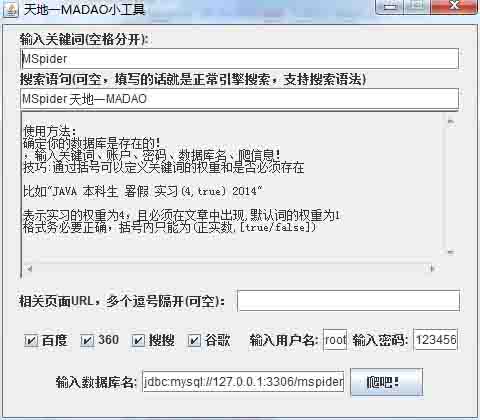 天地一MADAO小工具
输入关键词(空格分开):
MSpider
搜索语句(可空，填写的话就是正常引擎搜索，支持搜索语法)
MSpider 天地一MADAO
使用方法:
确定你的数据库是存在的!
，输入关键词、账户、密码、数据库名、爬信息!
技巧:通过括号可以定义关键词的权重和是否必须存在
比如"JAVA 本科生 暑假 实习(4,true) 2014"
表示实习的权重为4，且必须在文章中出现,默认词的权重为1
格式务必要正确，括号内只能为(正实数,[true/false])
相关页面URL，多个逗号隔开(可空):
百度 360 搜搜 谷歌 输入用户名: root 输入密码: 123456
输入数据库名: jdbc:mysql://127.0.0.1:3306/mspider 爬吧!